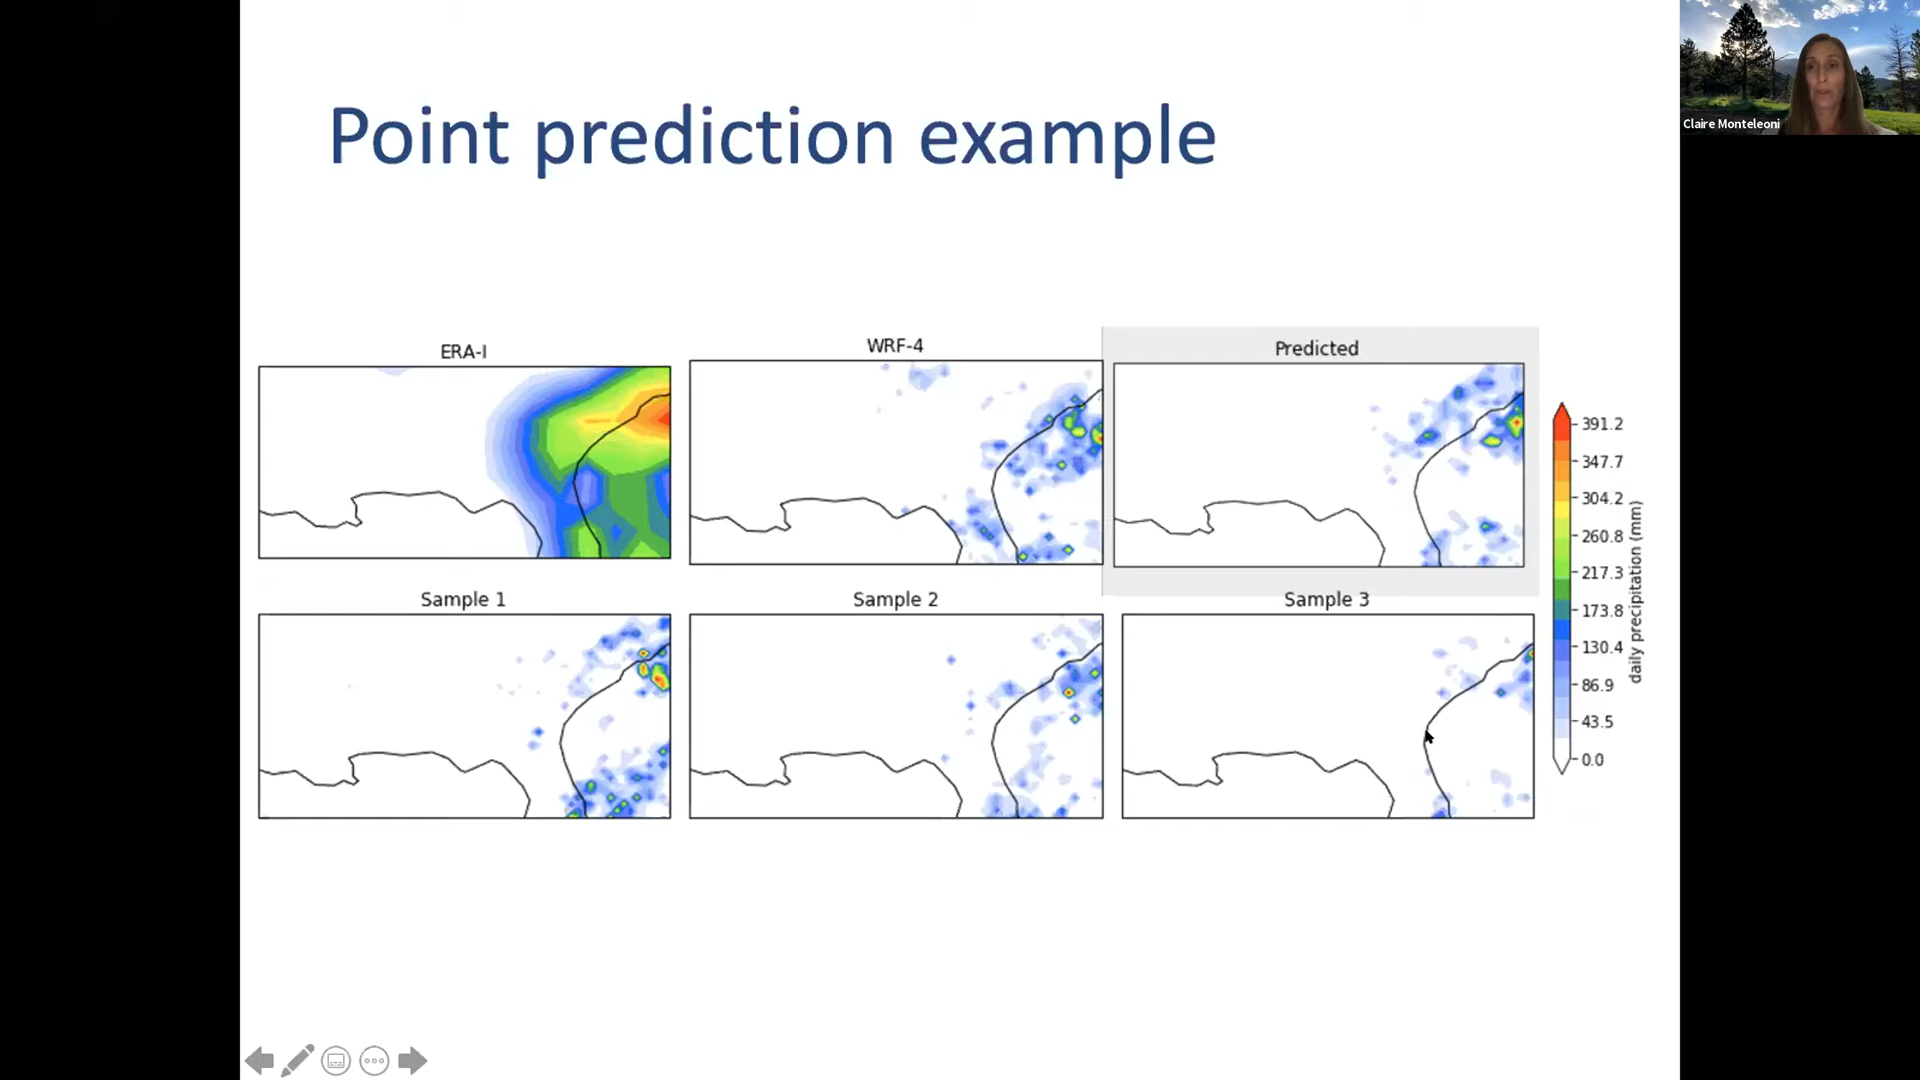 Claire Monteleoni
Point prediction example
ERA-I
WRF-4
Predicted
Sample 1
Sample 2
Sample 3
391.2
347.7
304.2
260.8
217.3
173.8
130.4
86.9
43.5
0.0
daily precipitation (mm)